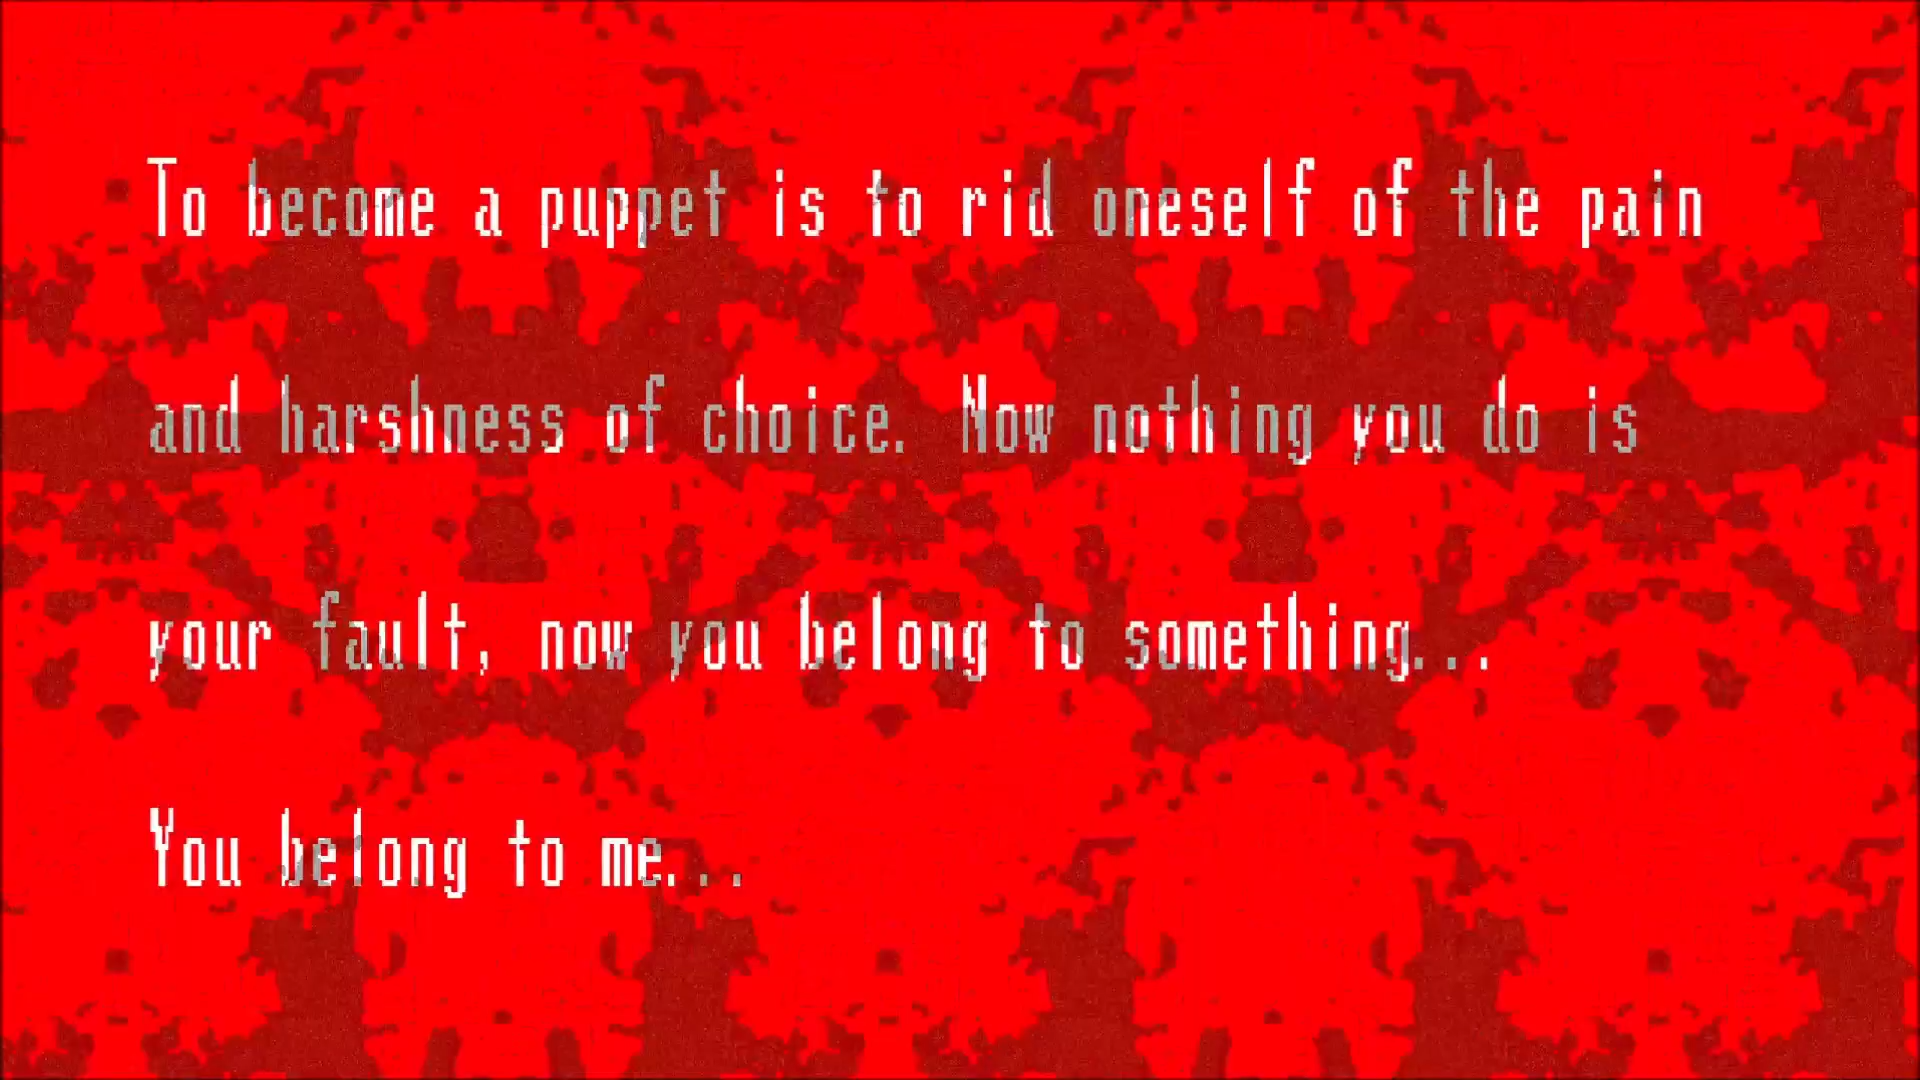 To become a puppet is to rid oneself of the pain
and harshness of choice. Now nothing you do is
your fault, now you belong to something...
You belong to me...